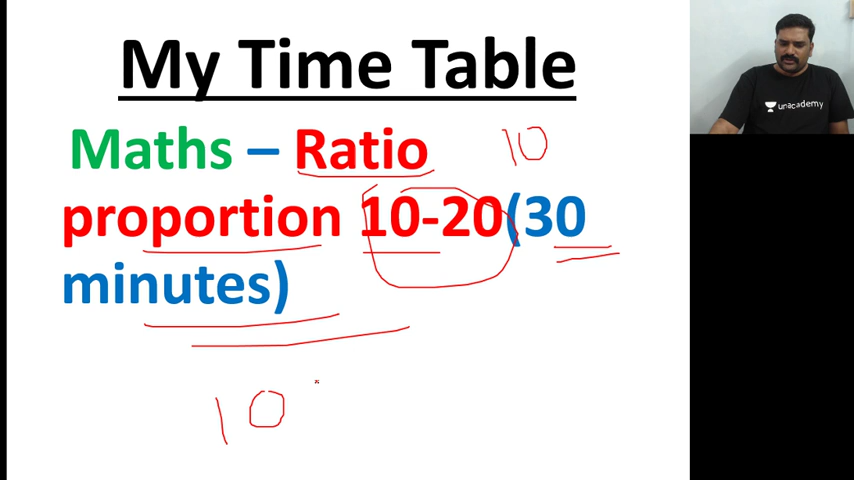 My Time Table
Maths – Ratio
10
proportion 10-20(30
minutes)
10
unacademy